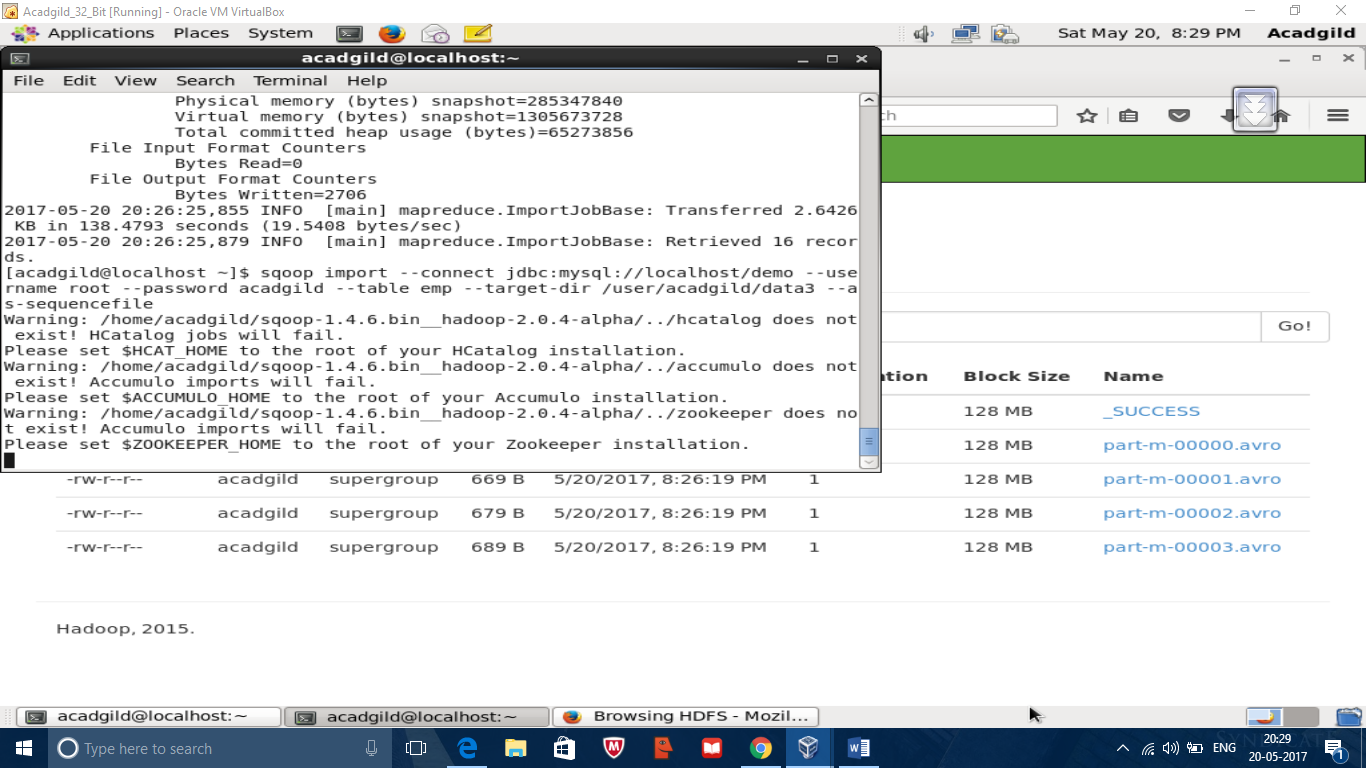 Acadgild_32_Bit [Running] - Oracle VM VirtualBox
Applications Places System Sat May 20, 8:29 PM Acadgild
acadgild@localhost:~
File Edit View Search Terminal Help
Physical memory (bytes) snapshot=285347840
Virtual memory (bytes) snapshot=1305673728
Total committed heap usage (bytes)=65273856
File Input Format Counters
Bytes Read=0
File Output Format Counters
Bytes Written=2706
2017-05-20 20:26:25,855 INFO  [main] mapreduce.ImportJobBase: Transferred 2.6426
 KB in 138.4793 seconds (19.5408 bytes/sec)
2017-05-20 20:26:25,879 INFO  [main] mapreduce.ImportJobBase: Retrieved 16 recor
ds.
[acadgild@localhost ~]$ sqoop import --connect jdbc:mysql://localhost/demo --use
rname root --password acadgild --table emp --target-dir /user/acadgild/data3 --a
s-sequencefile
Warning: /home/acadgild/sqoop-1.4.6.bin__hadoop-2.0.4-alpha/../hcatalog does not
 exist! HCatalog jobs will fail.
Please set $HCAT_HOME to the root of your HCatalog installation.
Warning: /home/acadgild/sqoop-1.4.6.bin__hadoop-2.0.4-alpha/../accumulo does not
 exist! Accumulo imports will fail.
Please set $ACCUMULO_HOME to the root of your Accumulo installation.
Warning: /home/acadgild/sqoop-1.4.6.bin__hadoop-2.0.4-alpha/../zookeeper does no
t exist! Accumulo imports will fail.
Please set $ZOOKEEPER_HOME to the root of your Zookeeper installation.
ch
Go!
ation Block Size Name
128 MB _SUCCESS
128 MB part-m-00000.avro
-rw-r--r-- acadgild supergroup 669 B 5/20/2017, 8:26:19 PM 1 128 MB part-m-00001.avro
-rw-r--r-- acadgild supergroup 679 B 5/20/2017, 8:26:19 PM 1 128 MB part-m-00002.avro
-rw-r--r-- acadgild supergroup 689 B 5/20/2017, 8:26:19 PM 1 128 MB part-m-00003.avro
Hadoop, 2015.
acadgild@localhost:~ acadgild@localhost:~ Browsing HDFS - Mozil...
Type here to search ENG 20:29
20-05-2017 1